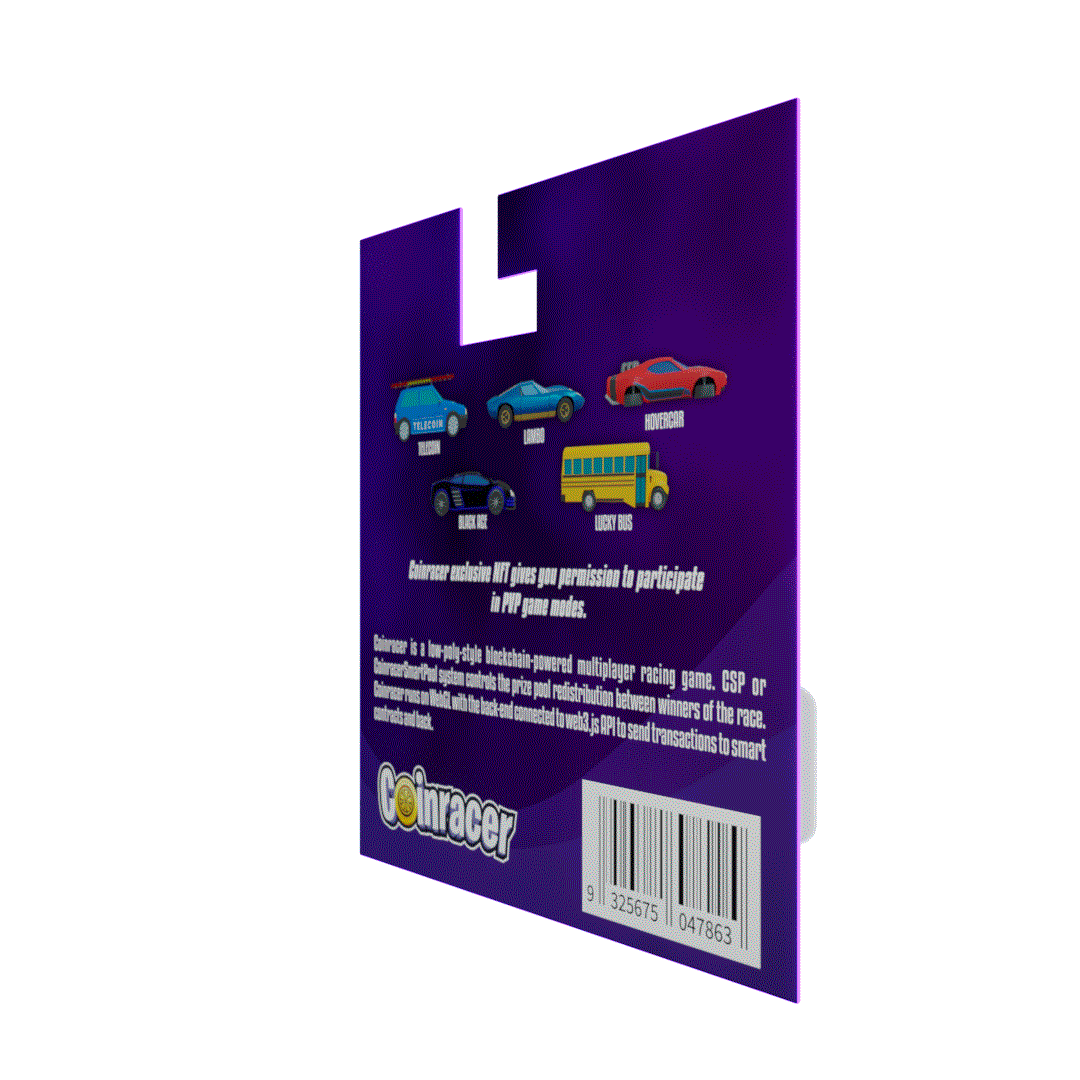 TELECOIN
TELECOIN
LAMBO
HOVERCAR
BLACK ACE
LUCKY BUS
Coinracer exclusive NFT gives you permission to participate
in PVP game modes.
Coinracer is a low-poly-style blockchain-powered multiplayer racing game. CSP or
CoinracerSmartPool system controls the prize pool redistribution between winners of the race.
Coinracer runs on WebGL with the back-end connected to web3.js API to send transactions to smart
contracts and back.
Coinracer
9 325675 047863